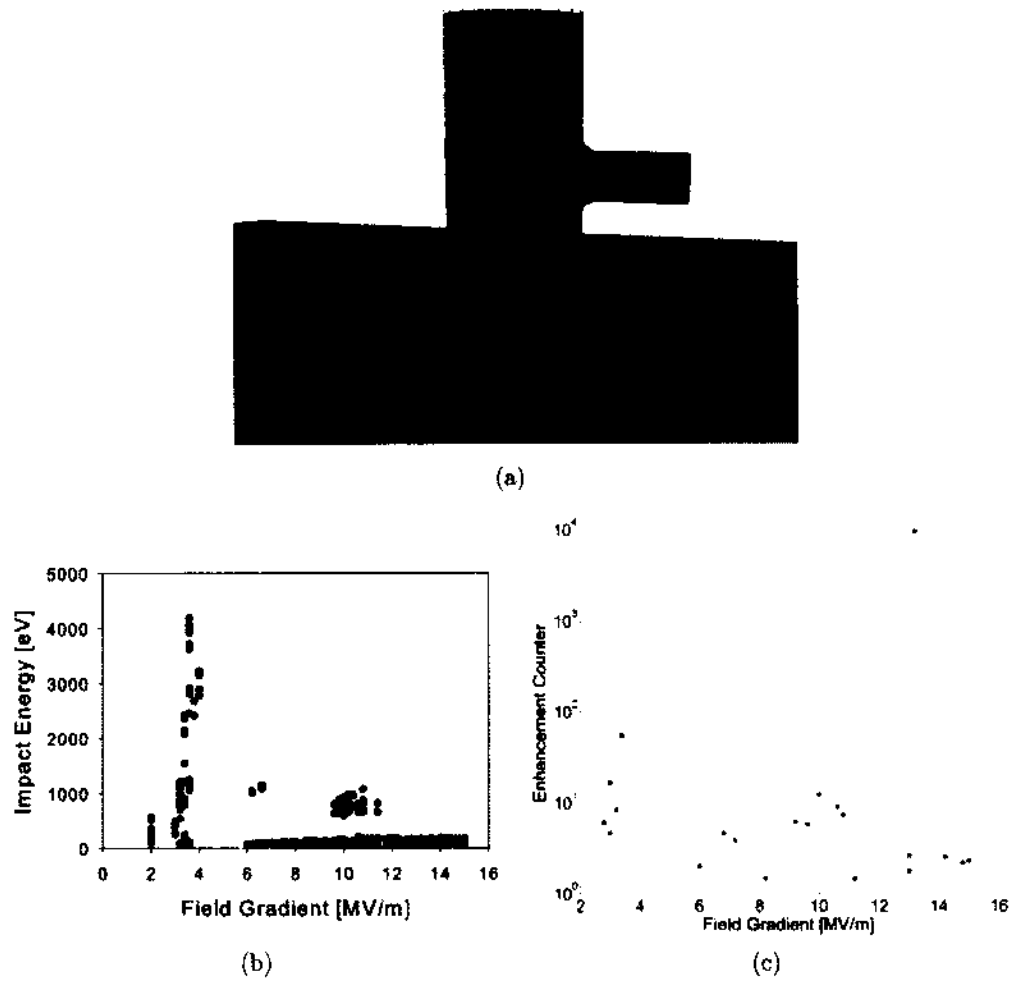 (a)
5000
4000
3000
2000
1000
0
Impact Energy [eV]
0 2 4 6 8 10 12 14 16
Field Gradient [MV/m]
(b)
10⁴
10³
10²
10¹
10⁰
Enhancement Counter
2 4 6 8 10 12 14 16
Field Gradient [MV/m]
(c)